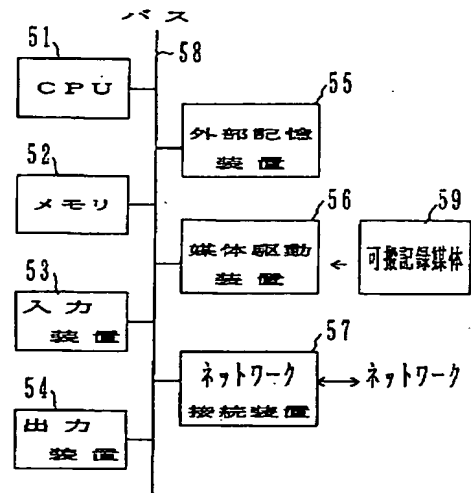 バス
58
51
CPU
52
メモリ
53
入力
装置
54
出力
装置
55
外部記憶
装置
56
媒体駆動
装置
59
可搬記録媒体
57
ネットワーク
接続装置
ネットワーク